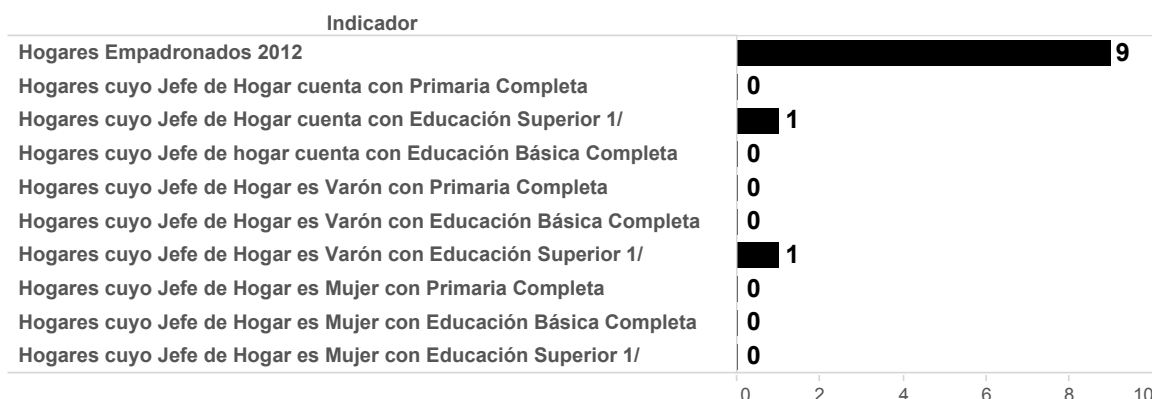 Indicador
Hogares Empadronados 2012 9
Hogares cuyo Jefe de Hogar cuenta con Primaria Completa 0
Hogares cuyo Jefe de Hogar cuenta con Educación Superior 1/ 1
Hogares cuyo Jefe de hogar cuenta con Educación Básica Completa 0
Hogares cuyo Jefe de Hogar es Varón con Primaria Completa 0
Hogares cuyo Jefe de Hogar es Varón con Educación Básica Completa 0
Hogares cuyo Jefe de Hogar es Varón con Educación Superior 1/ 1
Hogares cuyo Jefe de Hogar es Mujer con Primaria Completa 0
Hogares cuyo Jefe de Hogar es Mujer con Educación Básica Completa 0
Hogares cuyo Jefe de Hogar es Mujer con Educación Superior 1/ 0
0 2 4 6 8 10